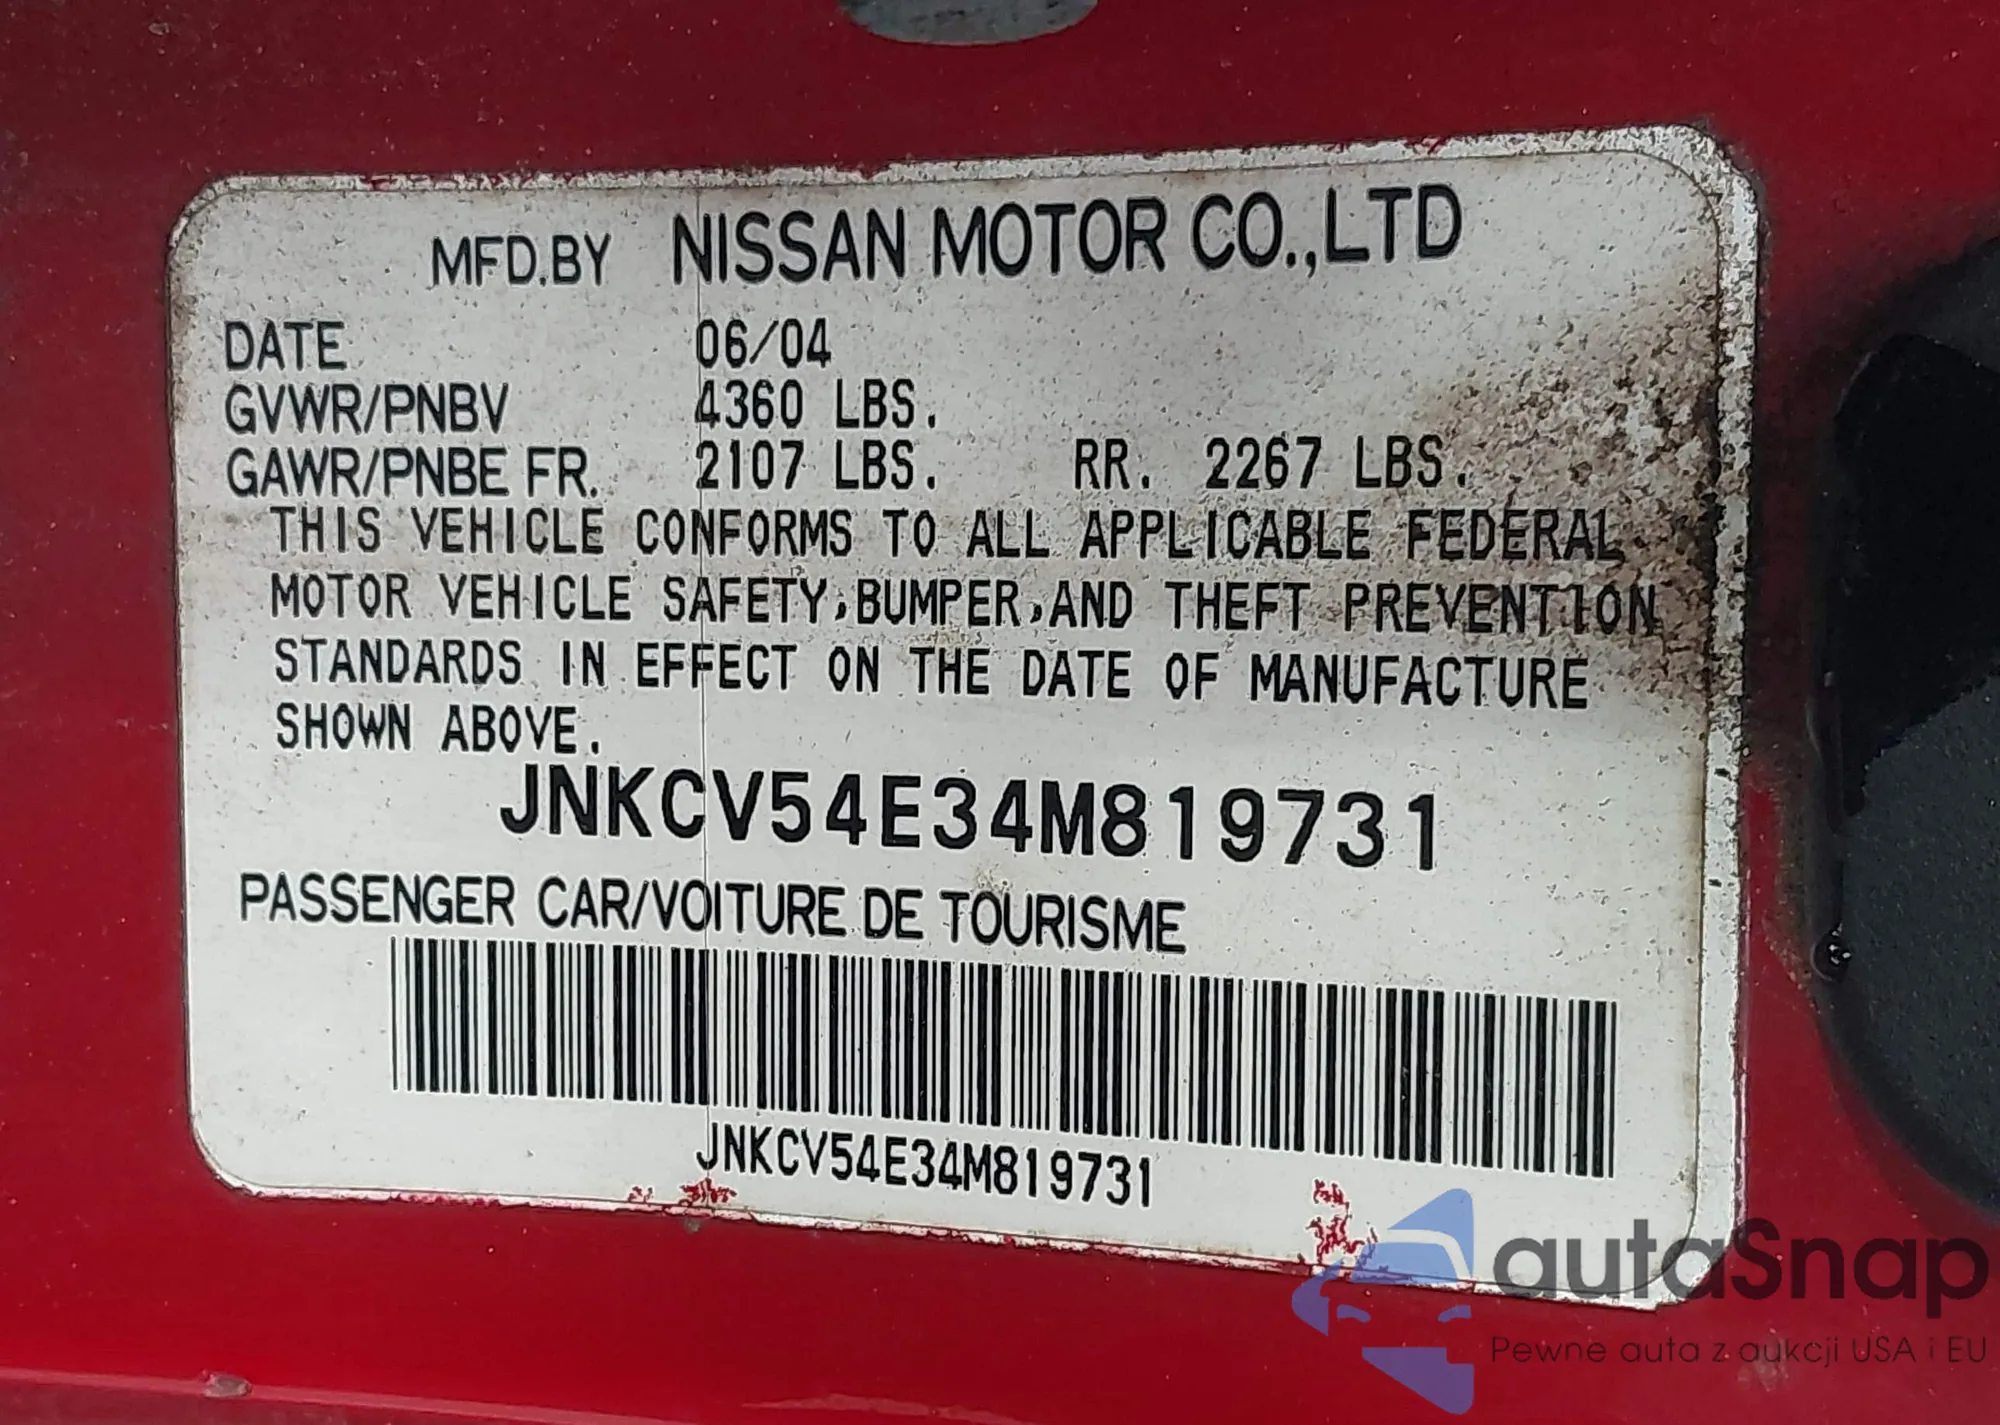 MFD.BY NISSAN MOTOR CO.,LTD
DATE 06/04
GVWR/PNBV 4360 LBS.
GAWR/PNBE FR. 2107 LBS. RR. 2267 LBS.
THIS VEHICLE CONFORMS TO ALL APPLICABLE FEDERAL
MOTOR VEHICLE SAFETY,BUMPER,AND THEFT PREVENTION
STANDARDS IN EFFECT ON THE DATE OF MANUFACTURE
SHOWN ABOVE.
JNKCV54E34M819731
PASSENGER CAR/VOITURE DE TOURISME
JNKCV54E34M819731
autaSnap
Pewne auta z aukcji USA i EU